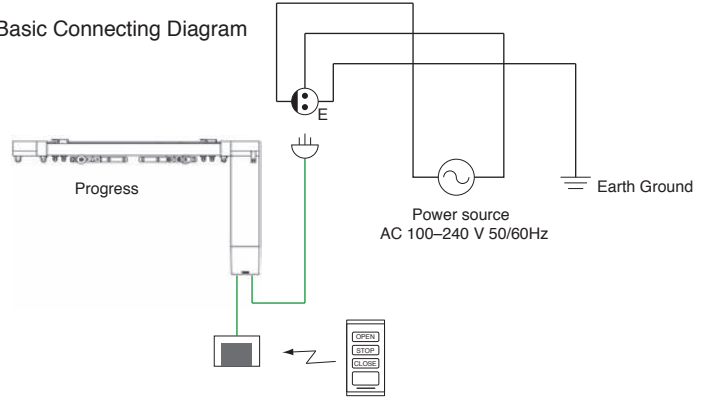 Basic Connecting Diagram
E
Progress
Earth Ground
Power source
AC 100–240 V 50/60Hz
OPEN
STOP
CLOSE